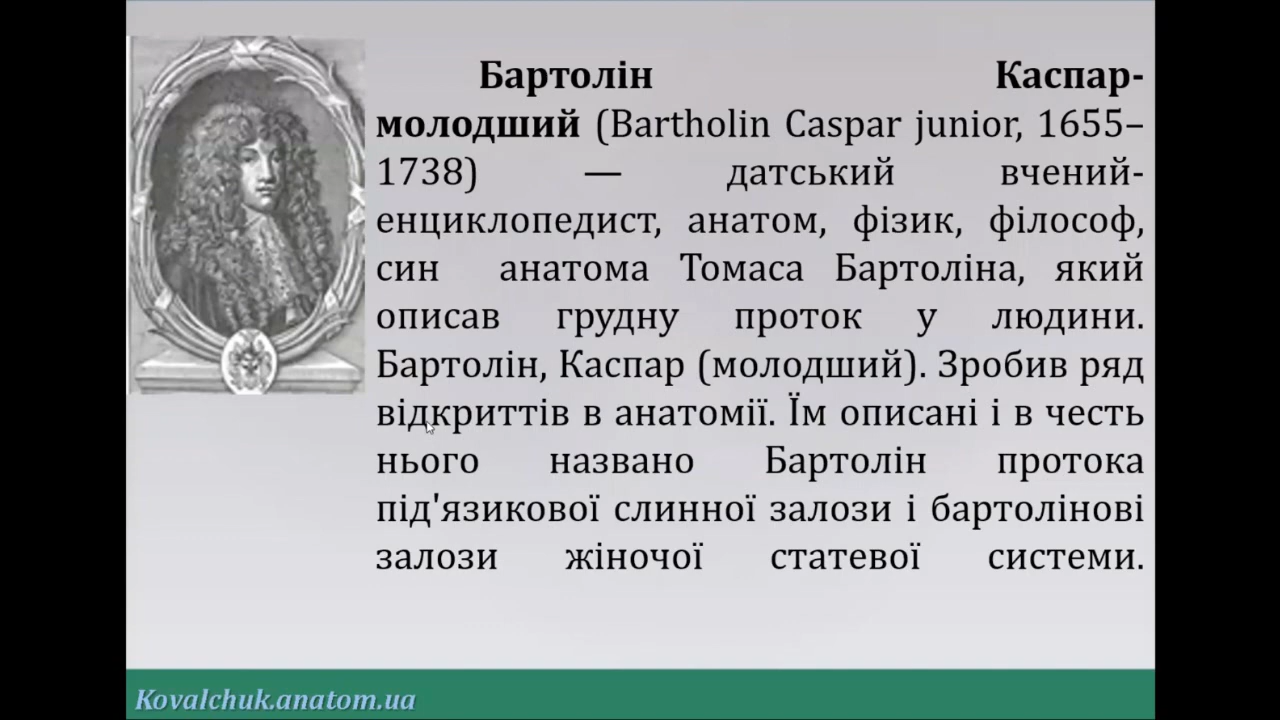 Бартолін Каспар-
молодший (Bartholin Caspar junior, 1655–
1738) — датський вчений-
енциклопедист, анатом, фізик, філософ,
син анатома Томаса Бартоліна, який
описав грудну проток у людини.
Бартолін, Каспар (молодший). Зробив ряд
відкриттів в анатомії. Їм описані і в честь
нього названо Бартолін протока
під'язикової слинної залози і бартолінові
залози жіночої статевої системи.
Kovalchuk.anatom.ua